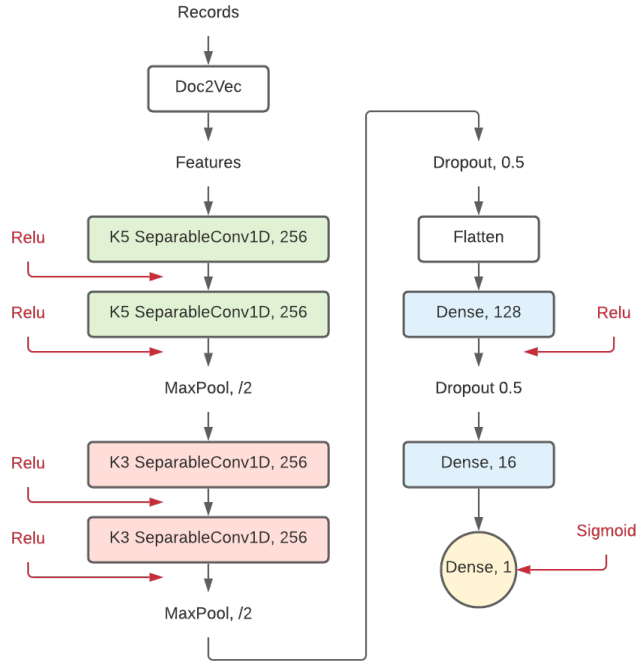 Records
Doc2Vec
Features
K5 SeparableConv1D, 256
Relu
K5 SeparableConv1D, 256
Relu
MaxPool, /2
K3 SeparableConv1D, 256
Relu
K3 SeparableConv1D, 256
Relu
MaxPool, /2
Dropout, 0.5
Flatten
Dense, 128
Relu
Dropout 0.5
Dense, 16
Sigmoid
Dense, 1